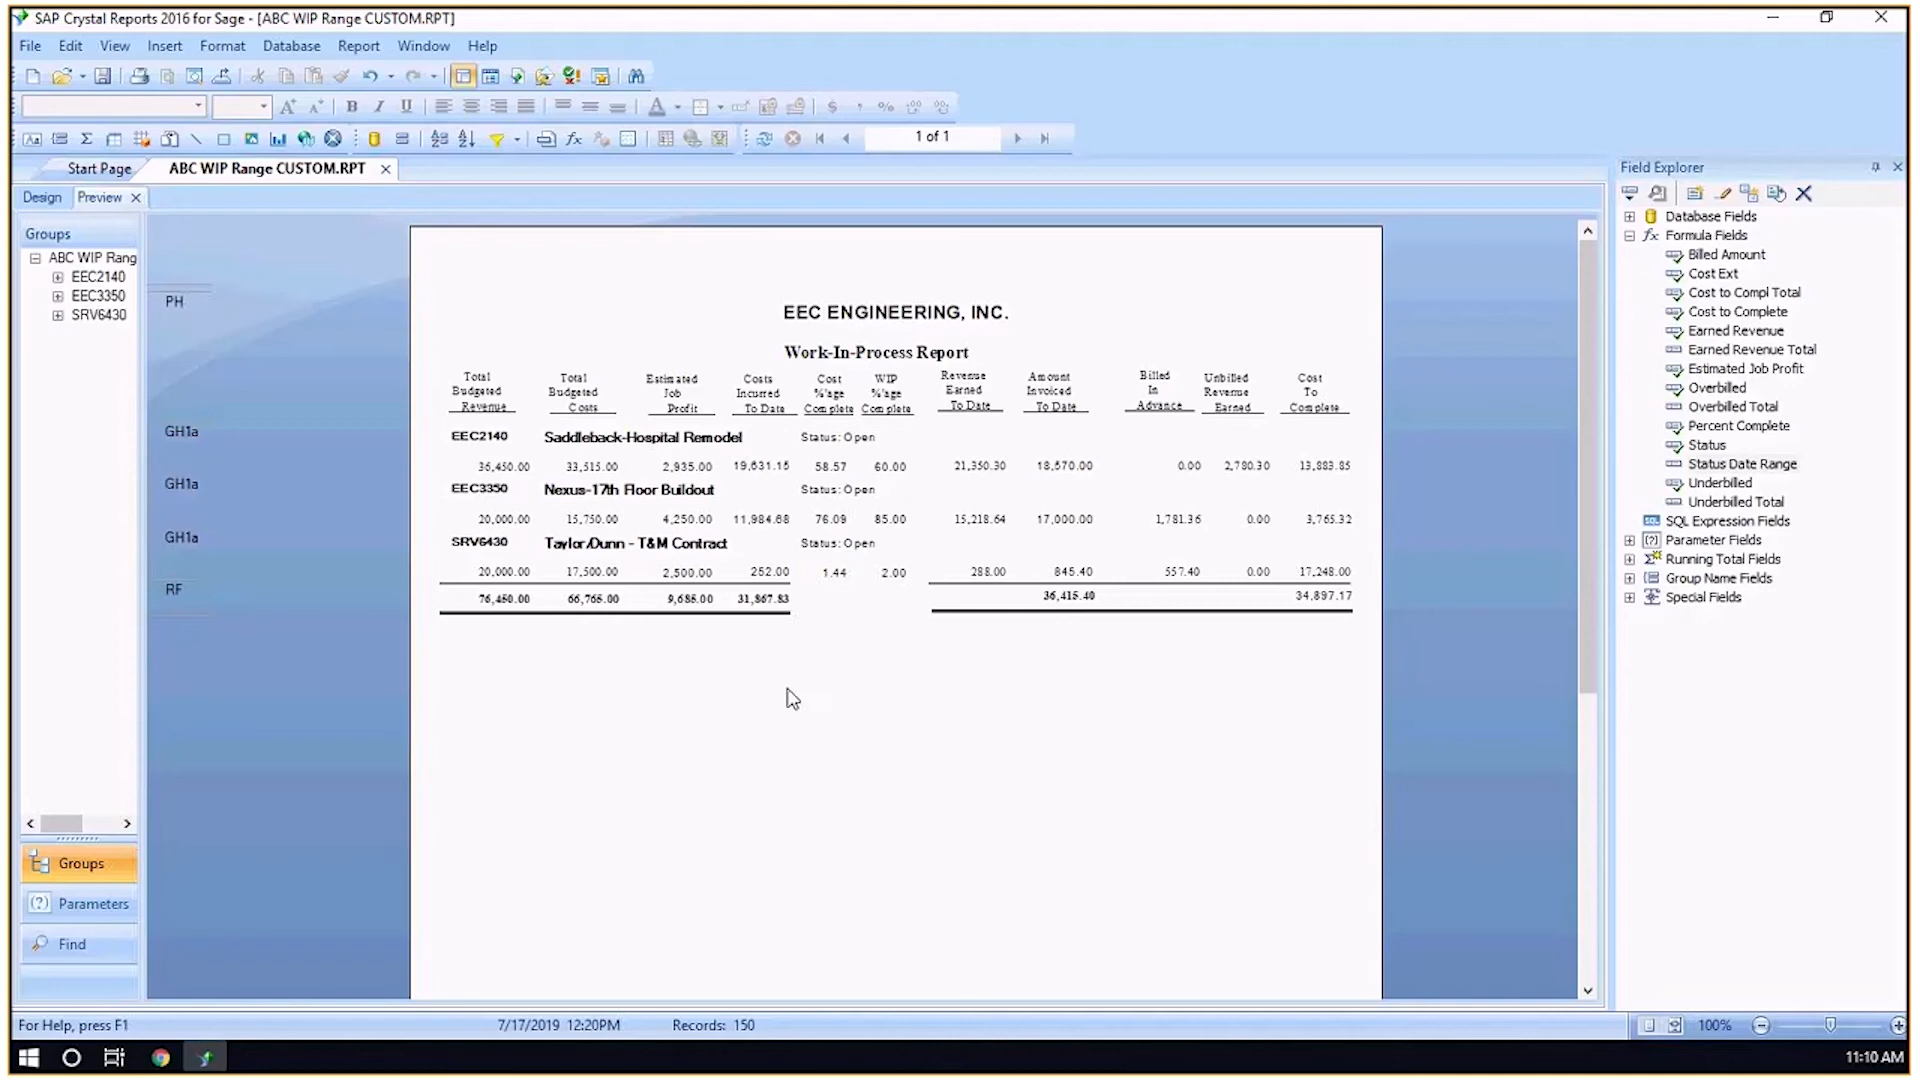 SAP Crystal Reports 2016 for Sage - [ABC WIP Range CUSTOM.RPT]
File Edit View Insert Format Database Report Window Help
1 of 1
Start Page ABC WIP Range CUSTOM.RPT
Design Preview
Groups
ABC WIP Rang
EEC2140
EEC3350
SRV6430
Groups
Parameters
Find
PH
GH1a
GH1a
GH1a
RF
EEC ENGINEERING, INC.
Work-In-Process Report
Total Budgeted Revenue
Total Budgeted Costs
Estimated Job Profit
Costs Incurred To Date
Cost %'age Complete
WIP %'age Complete
Revenue Earned To Date
Amount Invoiced To Date
Billed In Advance
Unbilled Revenue Earned
Cost To Complete
EEC2140 Saddleback-Hospital Remodel Status: Open
36,450.00 33,515.00 2,935.00 19,631.15 58.57 60.00 21,350.30 18,570.00 0.00 2,780.30 13,883.85
EEC3350 Nexus-17th Floor Buildout Status: Open
20,000.00 15,750.00 4,250.00 11,984.68 76.09 85.00 15,218.64 17,000.00 1,781.36 0.00 3,765.32
SRV6430 Taylor/Dunn - T&M Contract Status: Open
20,000.00 17,500.00 2,500.00 252.00 1.44 2.00 288.00 845.40 557.40 0.00 17,248.00
76,450.00 66,765.00 9,685.00 31,867.83 36,415.40 34,897.17
Field Explorer
Database Fields
Formula Fields
Billed Amount
Cost Ext
Cost to Compl Total
Cost to Complete
Earned Revenue
Earned Revenue Total
Estimated Job Profit
Overbilled
Overbilled Total
Percent Complete
Status
Status Date Range
Underbilled
Underbilled Total
SQL Expression Fields
Parameter Fields
Running Total Fields
Group Name Fields
Special Fields
For Help, press F1 7/17/2019 12:20PM Records: 150 100%
11:10 AM